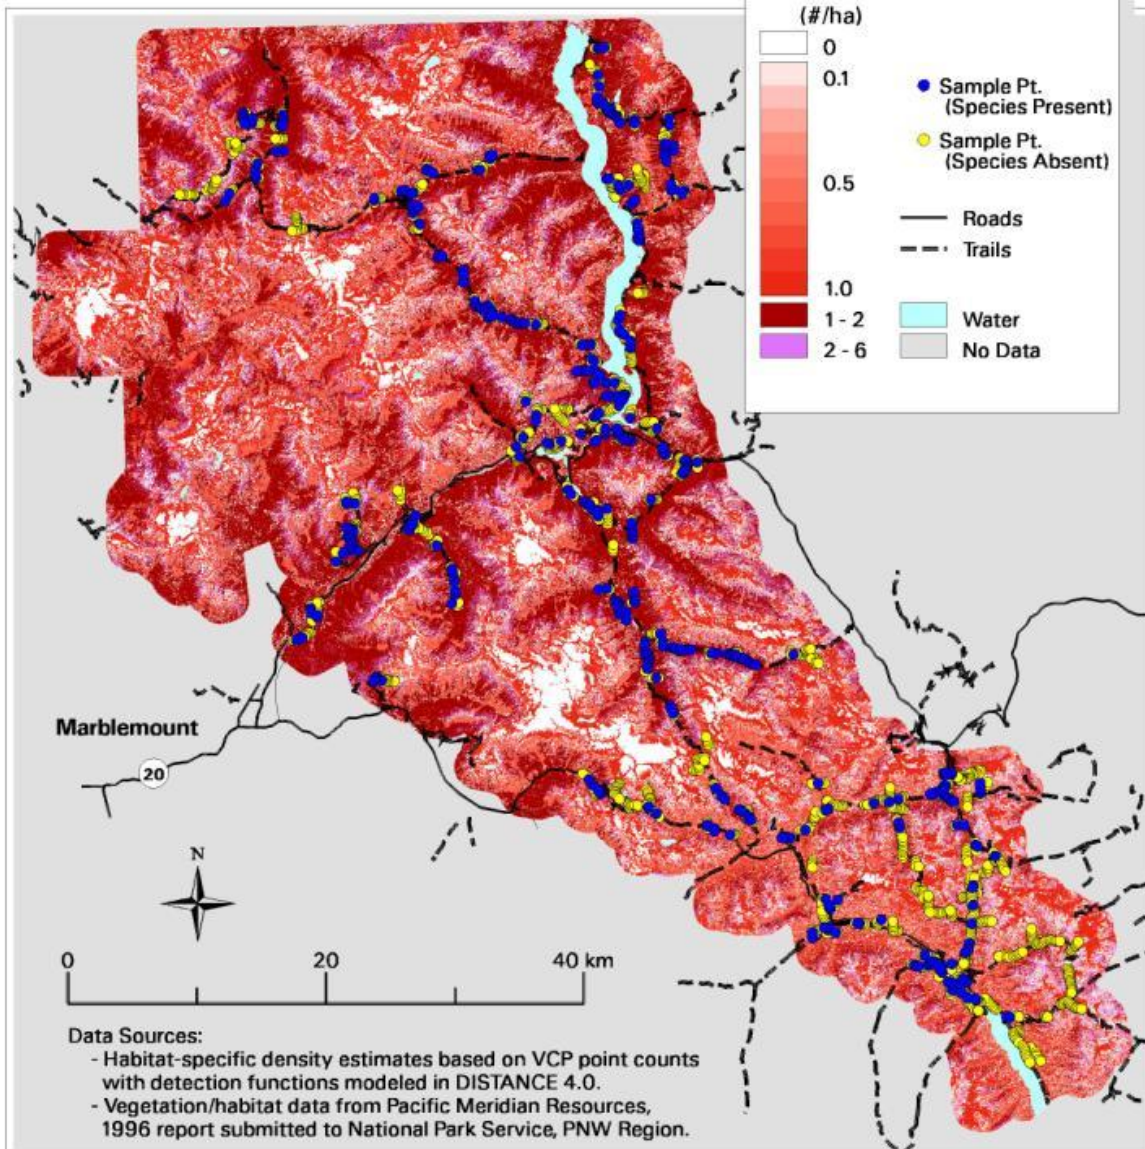 (#/ha)
0
0.1
0.5
1.0
1 - 2
2 - 6
Sample Pt.
(Species Present)
Sample Pt.
(Species Absent)
Roads
Trails
Water
No Data
Marblemount
20
N
0 20 40 km
Data Sources:
- Habitat-specific density estimates based on VCP point counts
with detection functions modeled in DISTANCE 4.0.
- Vegetation/habitat data from Pacific Meridian Resources,
1996 report submitted to National Park Service, PNW Region.